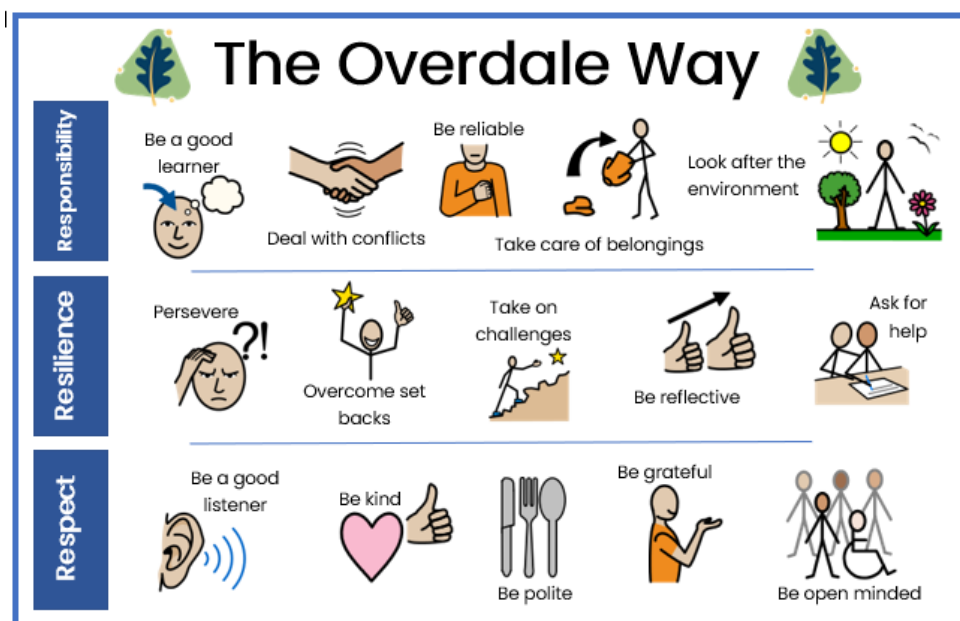 The Overdale Way
Responsibility
Be a good
learner
Deal with conflicts
Be reliable
Take care of belongings
Look after the
environment
Resilience
Persevere
?!
Overcome set
backs
Take on
challenges
Be reflective
Ask for
help
Respect
Be a good
listener
Be kind
Be polite
Be grateful
Be open minded